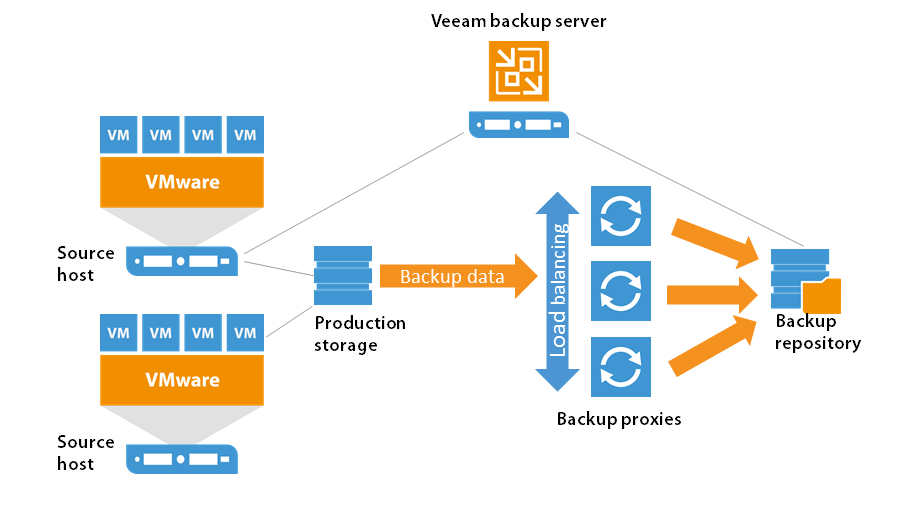 Veeam backup server
VM VM VM VM
VMware
Source
host
Production
storage
Backup data
Load balancing
Backup proxies
Backup
repository
VM VM VM VM
VMware
Source
host